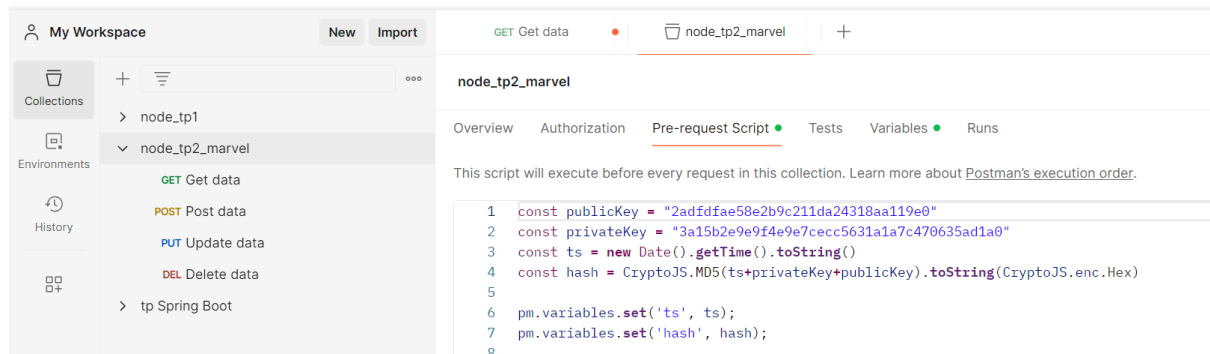 My Workspace New Import
GET Get data node_tp2_marvel
Collections
Environments
History
node_tp1
node_tp2_marvel
GET Get data
POST Post data
PUT Update data
DEL Delete data
tp Spring Boot
node_tp2_marvel
Overview Authorization Pre-request Script Tests Variables Runs
This script will execute before every request in this collection. Learn more about Postman's execution order.
1 const publicKey = "2adfdfae58e2b9c211da24318aa119e0"
2 const privateKey = "3a15b2e9e9f4e9e7cecc5631a1a7c470635ad1a0"
3 const ts = new Date().getTime().toString()
4 const hash = CryptoJS.MD5(ts+privateKey+publicKey).toString(CryptoJS.enc.Hex)
5
6 pm.variables.set('ts', ts);
7 pm.variables.set('hash', hash);
8